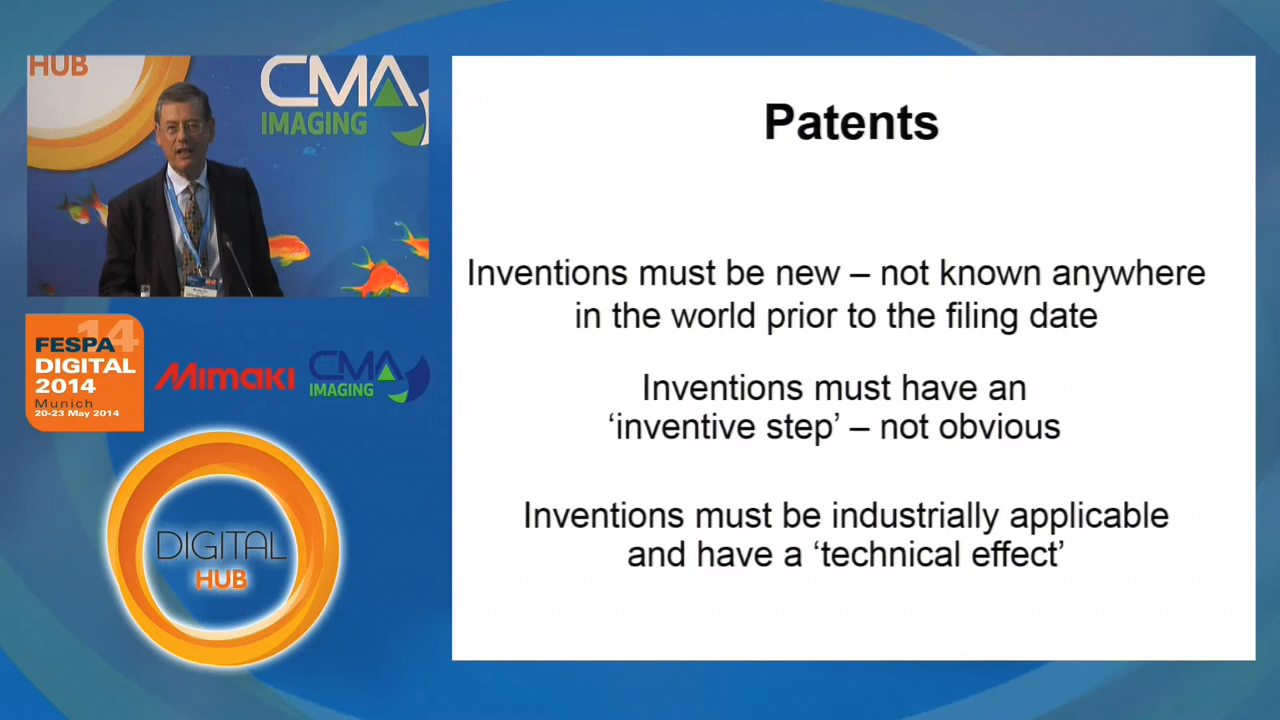 HUB
CMA
IMAGING
FESPA 14
DIGITAL
2014
Munich
20-23 May 2014
Mimaki
CMA
IMAGING
DIGITAL
HUB
Patents
Inventions must be new – not known anywhere
in the world prior to the filing date
Inventions must have an
‘inventive step’ – not obvious
Inventions must be industrially applicable
and have a ‘technical effect’